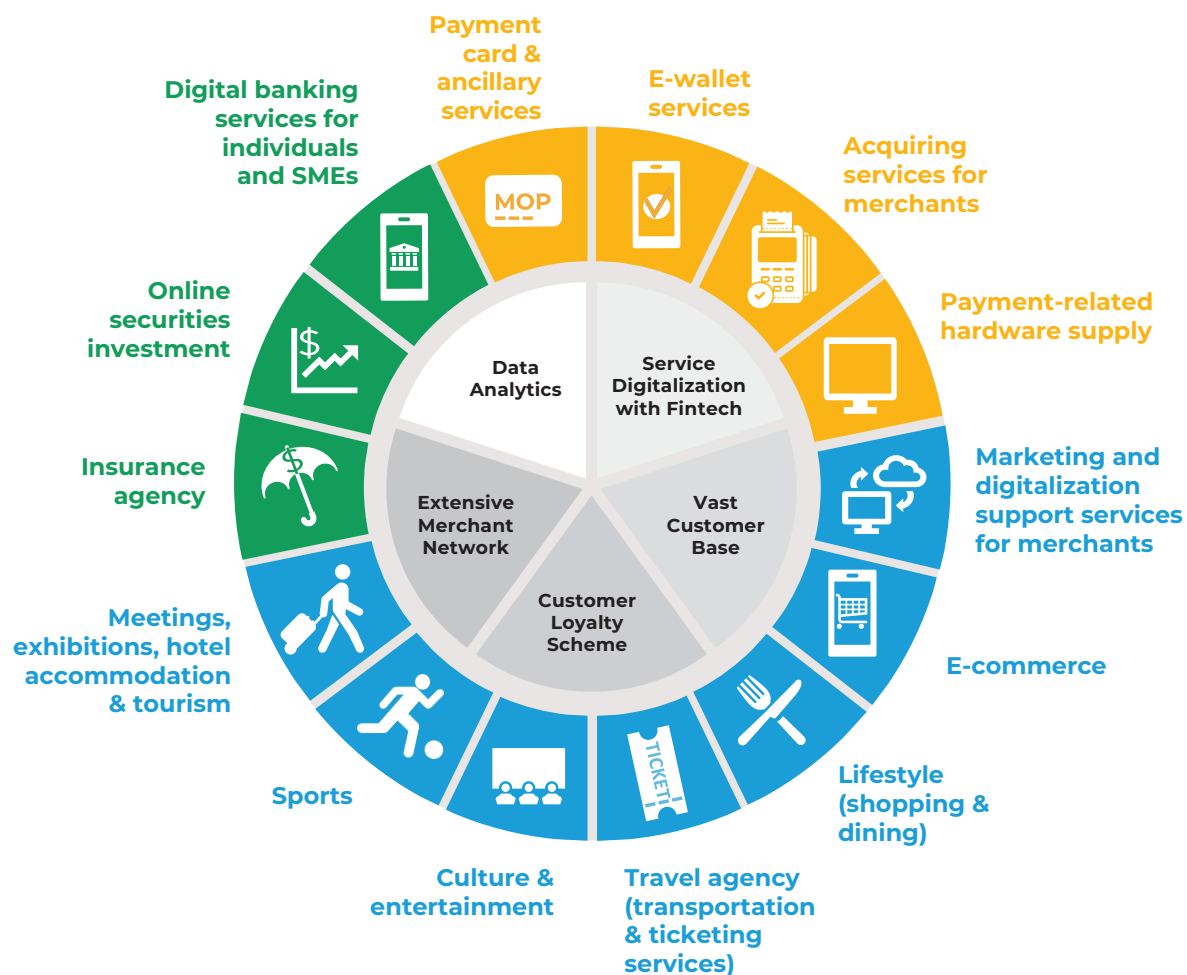 Payment
card &
ancillary
services
E-wallet
services
Acquiring
services for
merchants
Payment-related
hardware supply
Marketing and
digitalization
support services
for merchants
E-commerce
Lifestyle
(shopping &
dining)
Travel agency
(transportation
& ticketing
services)
Culture &
entertainment
Sports
Meetings,
exhibitions, hotel
accommodation
& tourism
Insurance
agency
Online
securities
investment
Digital banking
services for
individuals
and SMEs
MOP
$
$
TICKET
Data
Analytics
Service
Digitalization
with Fintech
Vast
Customer
Base
Customer
Loyalty
Scheme
Extensive
Merchant
Network